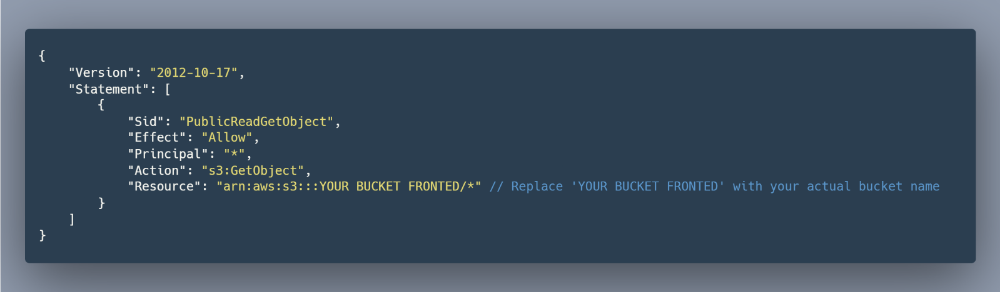 {
    "Version": "2012-10-17",
    "Statement": [
        {
            "Sid": "PublicReadGetObject",
            "Effect": "Allow",
            "Principal": "*",
            "Action": "s3:GetObject",
            "Resource": "arn:aws:s3:::YOUR BUCKET FRONTED/*" // Replace 'YOUR BUCKET FRONTED' with your actual bucket name
        }
    ]
}